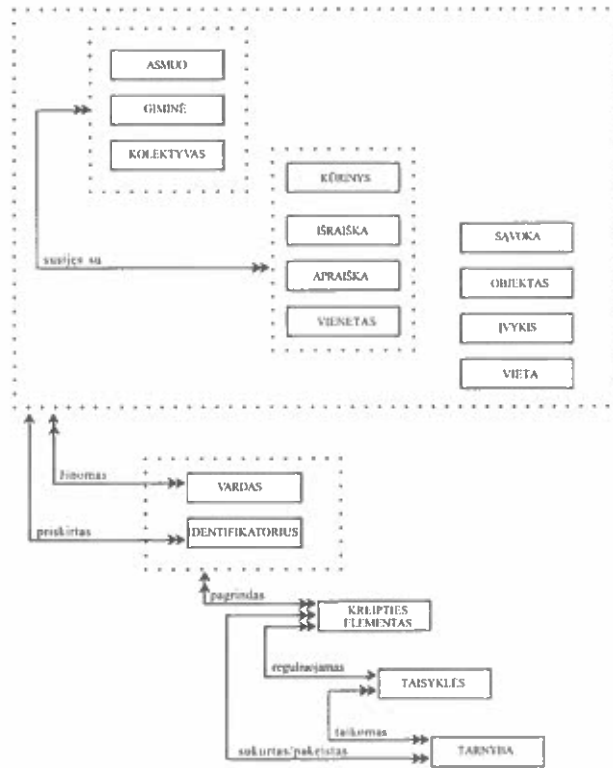 ASMUO
GIMINĖ
KOLEKTYVAS
KŪRINYS
IŠRAIŠKA
APRAIŠKA
VIENETAS
SĄVOKA
OBJEKTAS
ĮVYKIS
VIETA
susijęs su
žinomas
VARDAS
priskirtas
IDENTIFIKATORIUS
pagrindas
KREIPTIES
ELEMENTAS
reguliuojamas
TAISYKLĖS
taikomas
sukurtas/pakeistas
TARNYBA